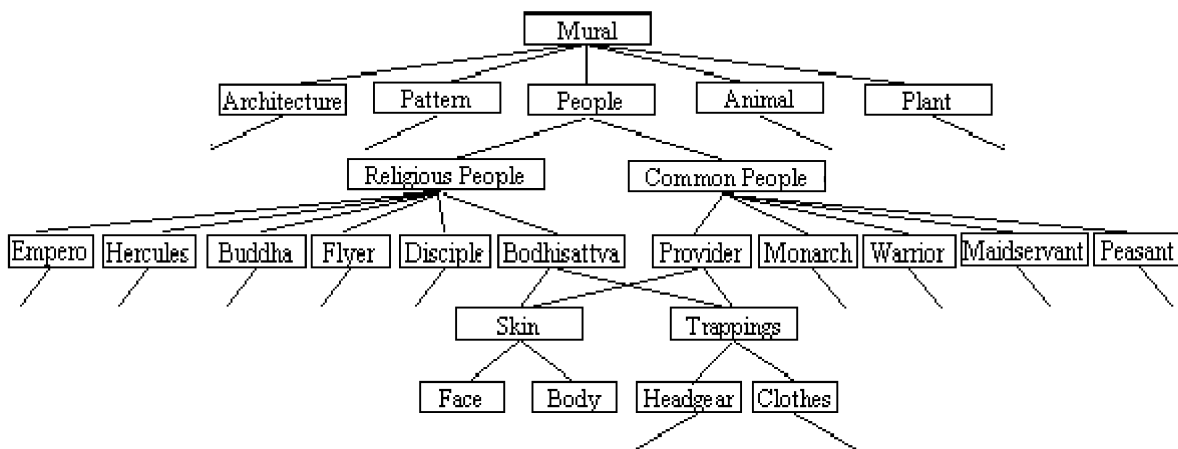 Mural
Architecture Pattern People Animal Plant
Religious People Common People
Empero Hercules Buddha Flyer Disciple Bodhisattva Provider Monarch Warrior Maidservant Peasant
Skin Trappings
Face Body Headgear Clothes